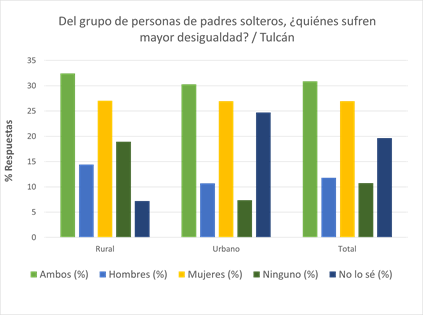 Del grupo de personas de padres solteros, ¿quiénes sufren
mayor desigualdad? / Tulcán
% Respuestas
35
30
25
20
15
10
5
0
Rural Urbano Total
Ambos (%) Hombres (%) Mujeres (%) Ninguno (%) No lo sé (%)